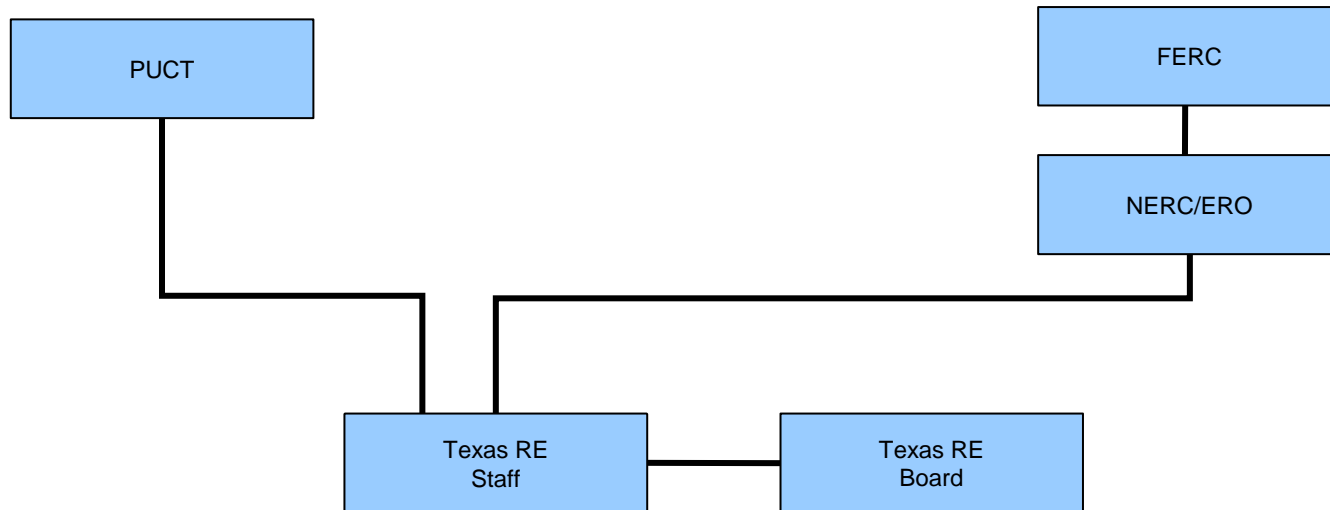 PUCT
FERC
NERC/ERO
Texas RE
Staff
Texas RE
Board